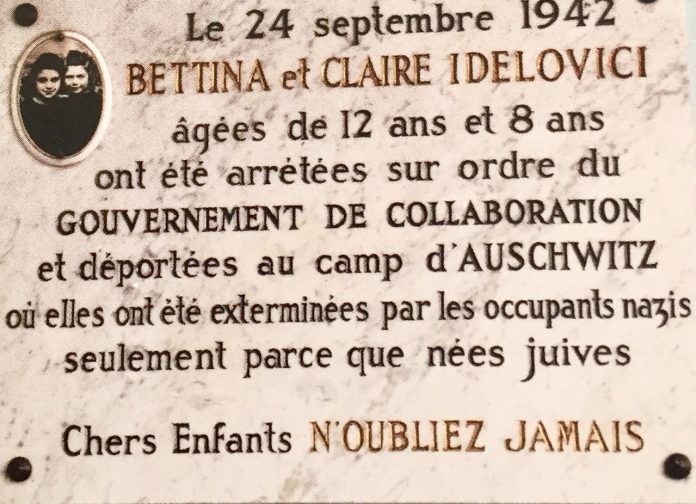 Le 24 septembre 1942
BETTINA et CLAIRE IDELOVICI
âgées de 12 ans et 8 ans
ont été arrétées sur ordre du
GOUVERNEMENT DE COLLABORATION
et déportées au camp d'AUSCHWITZ
où elles ont été exterminées par les occupants nazis
seulement parce que nées juives
Chers Enfants N'OUBLIEZ JAMAIS